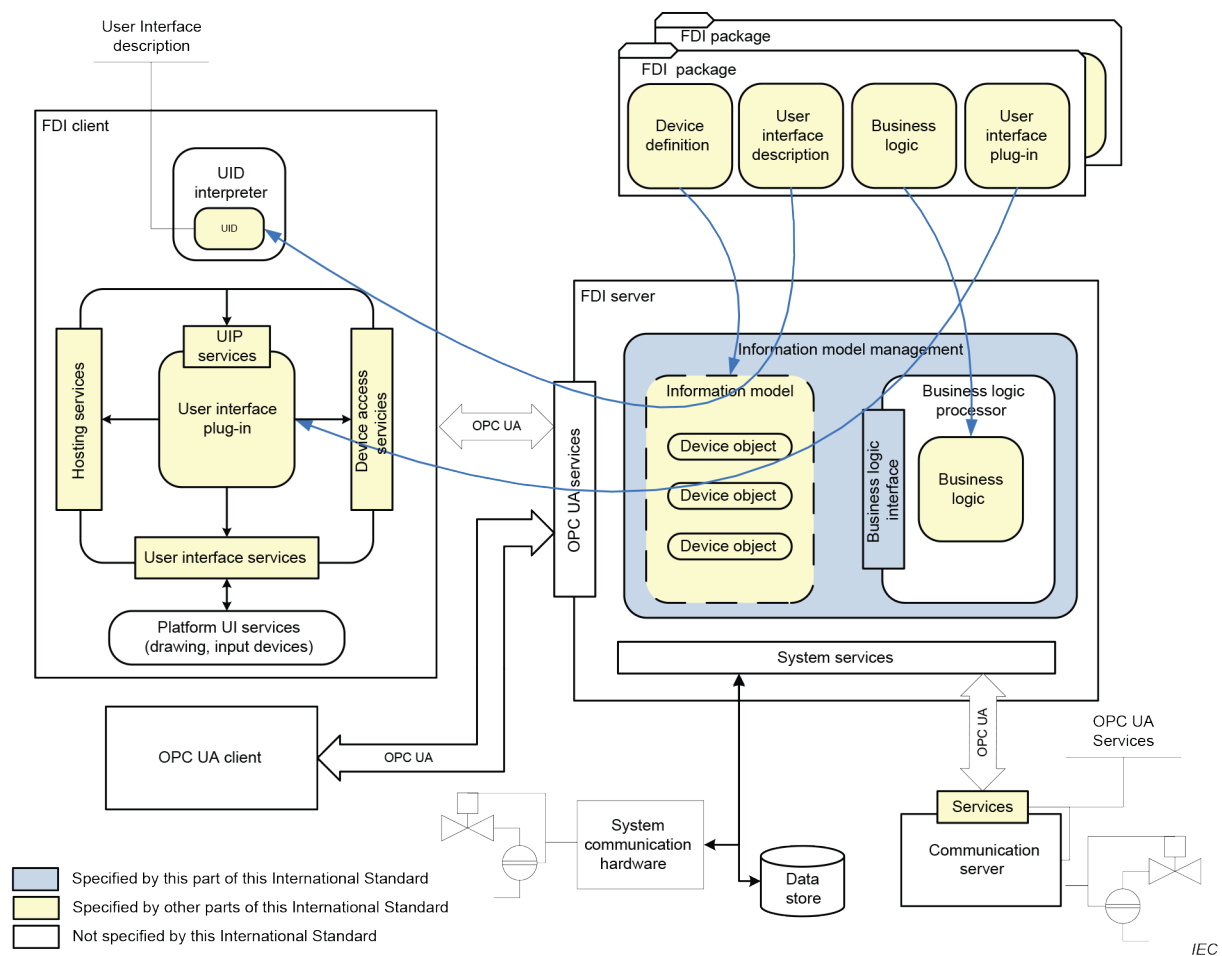 User Interface
description
FDI package
FDI package
Device
definition
User
interface
description
Business
logic
User
interface
plug-in
FDI client
UID
interpreter
UID
UIP
services
Hosting services
User interface
plug-in
Device access
servicies
User interface services
Platform UI services
(drawing, input devices)
OPC UA
FDI server
OPC UA services
Information model management
Information model
Device object
Device object
Device object
Business logic
processor
Business logic
interface
Business
logic
System services
OPC UA client
OPC UA
OPC UA
OPC UA
Services
Services
Communication
server
System
communication
hardware
Data
store
Specified by this part of this International Standard
Specified by other parts of this International Standard
Not specified by this International Standard
IEC